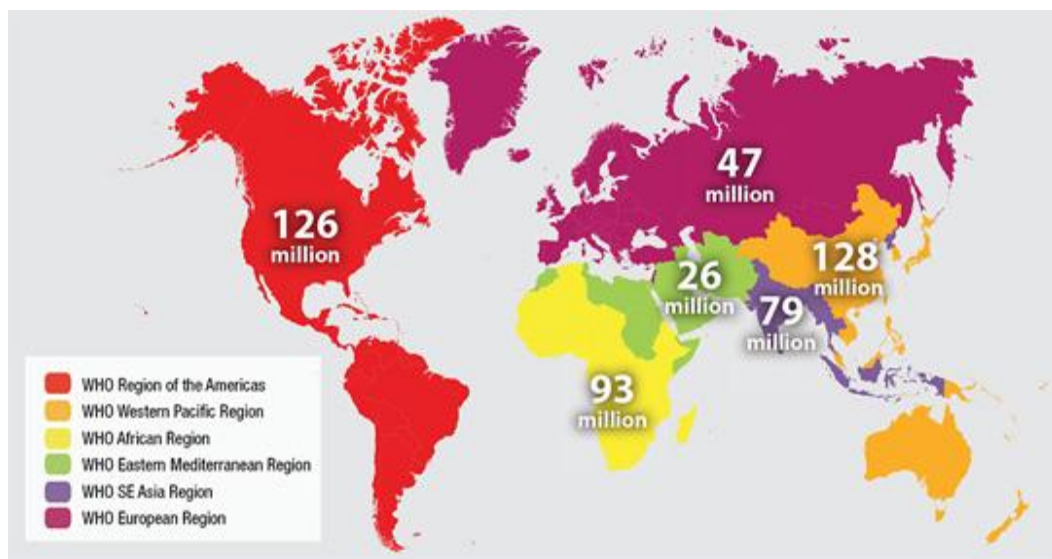 47
million
126
million
128
million
26
million
79
million
93
million
WHO Region of the Americas
WHO Western Pacific Region
WHO African Region
WHO Eastern Mediterranean Region
WHO SE Asia Region
WHO European Region